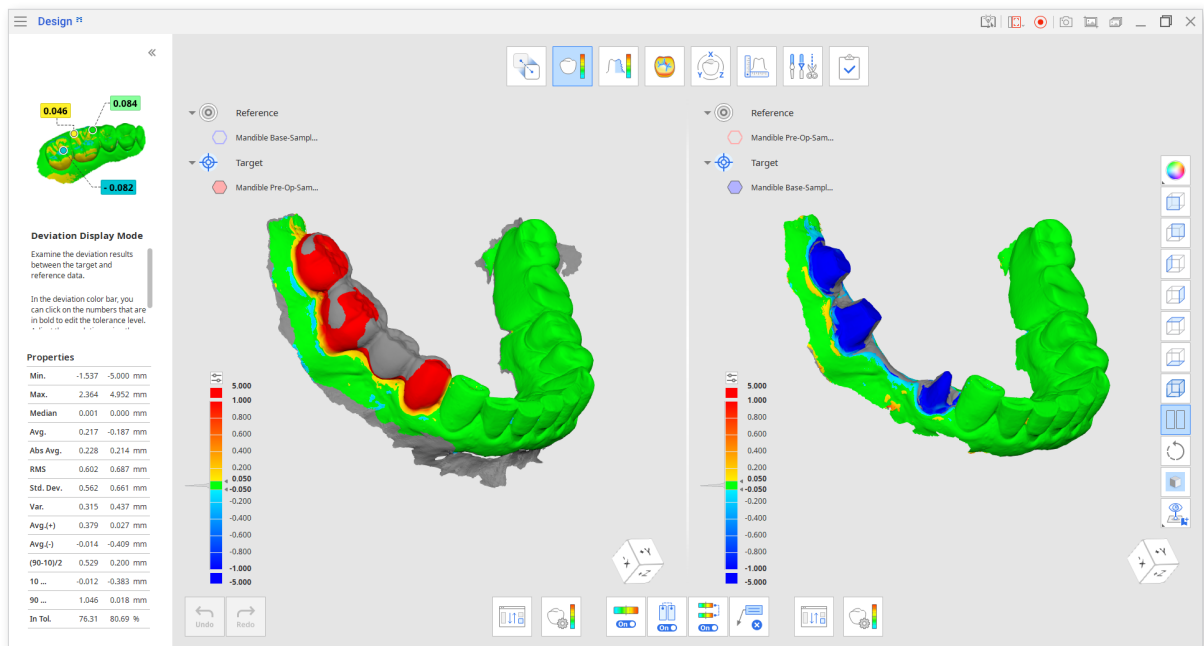 Design
0.046
0.084
- 0.082
Deviation Display Mode
Examine the deviation results
between the target and
reference data.
In the deviation color bar, you
can click on the numbers that are
in bold to edit the tolerance level.
Properties
Min. -1.537 -5.000 mm
Max. 2.364 4.952 mm
Median 0.001 0.000 mm
Avg. 0.217 -0.187 mm
Abs Avg. 0.228 0.214 mm
RMS 0.602 0.687 mm
Std. Dev. 0.562 0.661 mm
Var. 0.315 0.437 mm
Avg.(+) 0.379 0.027 mm
Avg.(-) -0.014 -0.409 mm
(90-10)/2 0.529 0.200 mm
10 ... -0.012 -0.383 mm
90 ... 1.046 0.018 mm
In Tol. 76.31 80.69 %
X
Y
Z
Reference
Mandible Base-Sampl...
Target
Mandible Pre-Op-Sam...
5.000
1.000
0.800
0.600
0.400
0.200
0.050
-0.050
-0.200
-0.400
-0.600
-0.800
-1.000
-5.000
Reference
Mandible Pre-Op-Sam...
Target
Mandible Base-Sampl...
5.000
1.000
0.800
0.600
0.400
0.200
0.050
-0.050
-0.200
-0.400
-0.600
-0.800
-1.000
-5.000
Undo
Redo
On
On
On